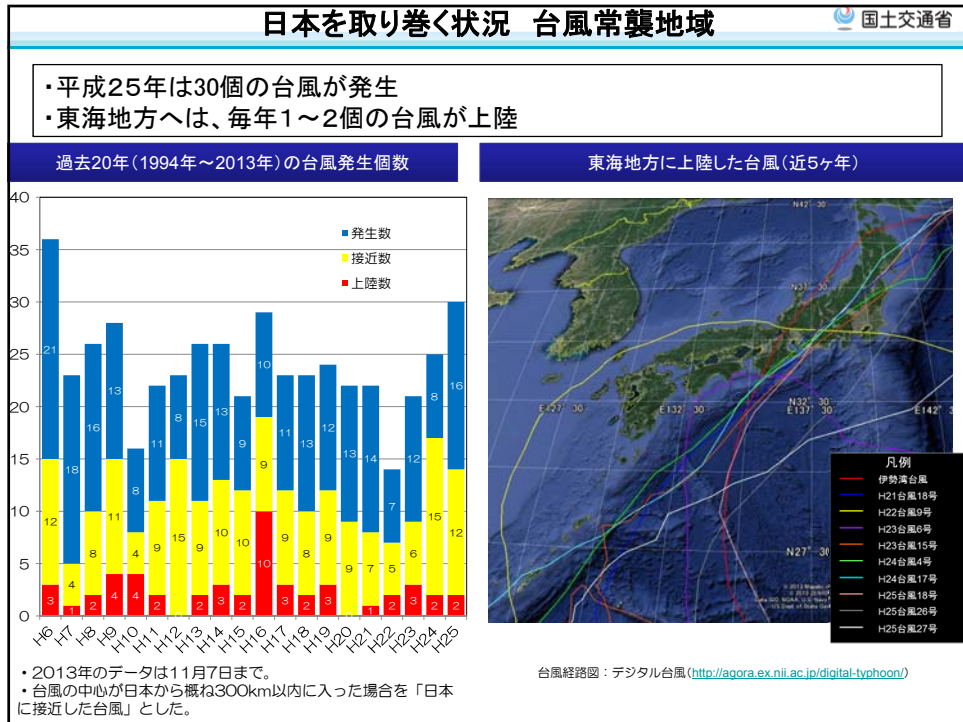 日本を取り巻く状況　台風常襲地域
国土交通省
・平成25年は30個の台風が発生
・東海地方へは、毎年1～2個の台風が上陸
過去20年（1994年～2013年）の台風発生個数
東海地方に上陸した台風（近5ヶ年）
40
35
30
25
20
15
10
5
0
発生数
接近数
上陸数
21 18 16 13 8 11 8 15 13 9 10 11 13 12 13 14 7 12 8 16
12 4 8 11 4 9 15 9 10 10 9 9 8 9 9 7 5 6 15 12
3 1 2 4 4 2 0 2 3 2 10 3 2 3 0 1 2 3 2 2
H6 H7 H8 H9 H10 H11 H12 H13 H14 H15 H16 H17 H18 H19 H20 H21 H22 H23 H24 H25
・2013年のデータは11月7日まで。
・台風の中心が日本から概ね300km以内に入った場合を「日本
に接近した台風」とした。
N42° 30
N37° 30
E127° 30
E132° 30
N32° 30
E137° 30
E142° 30
N27° 30
凡例
伊勢湾台風
H21台風18号
H22台風9号
H23台風6号
H23台風15号
H24台風4号
H24台風17号
H25台風18号
H25台風26号
H25台風27号
台風経路図：デジタル台風(http://agora.ex.nii.ac.jp/digital-typhoon/)